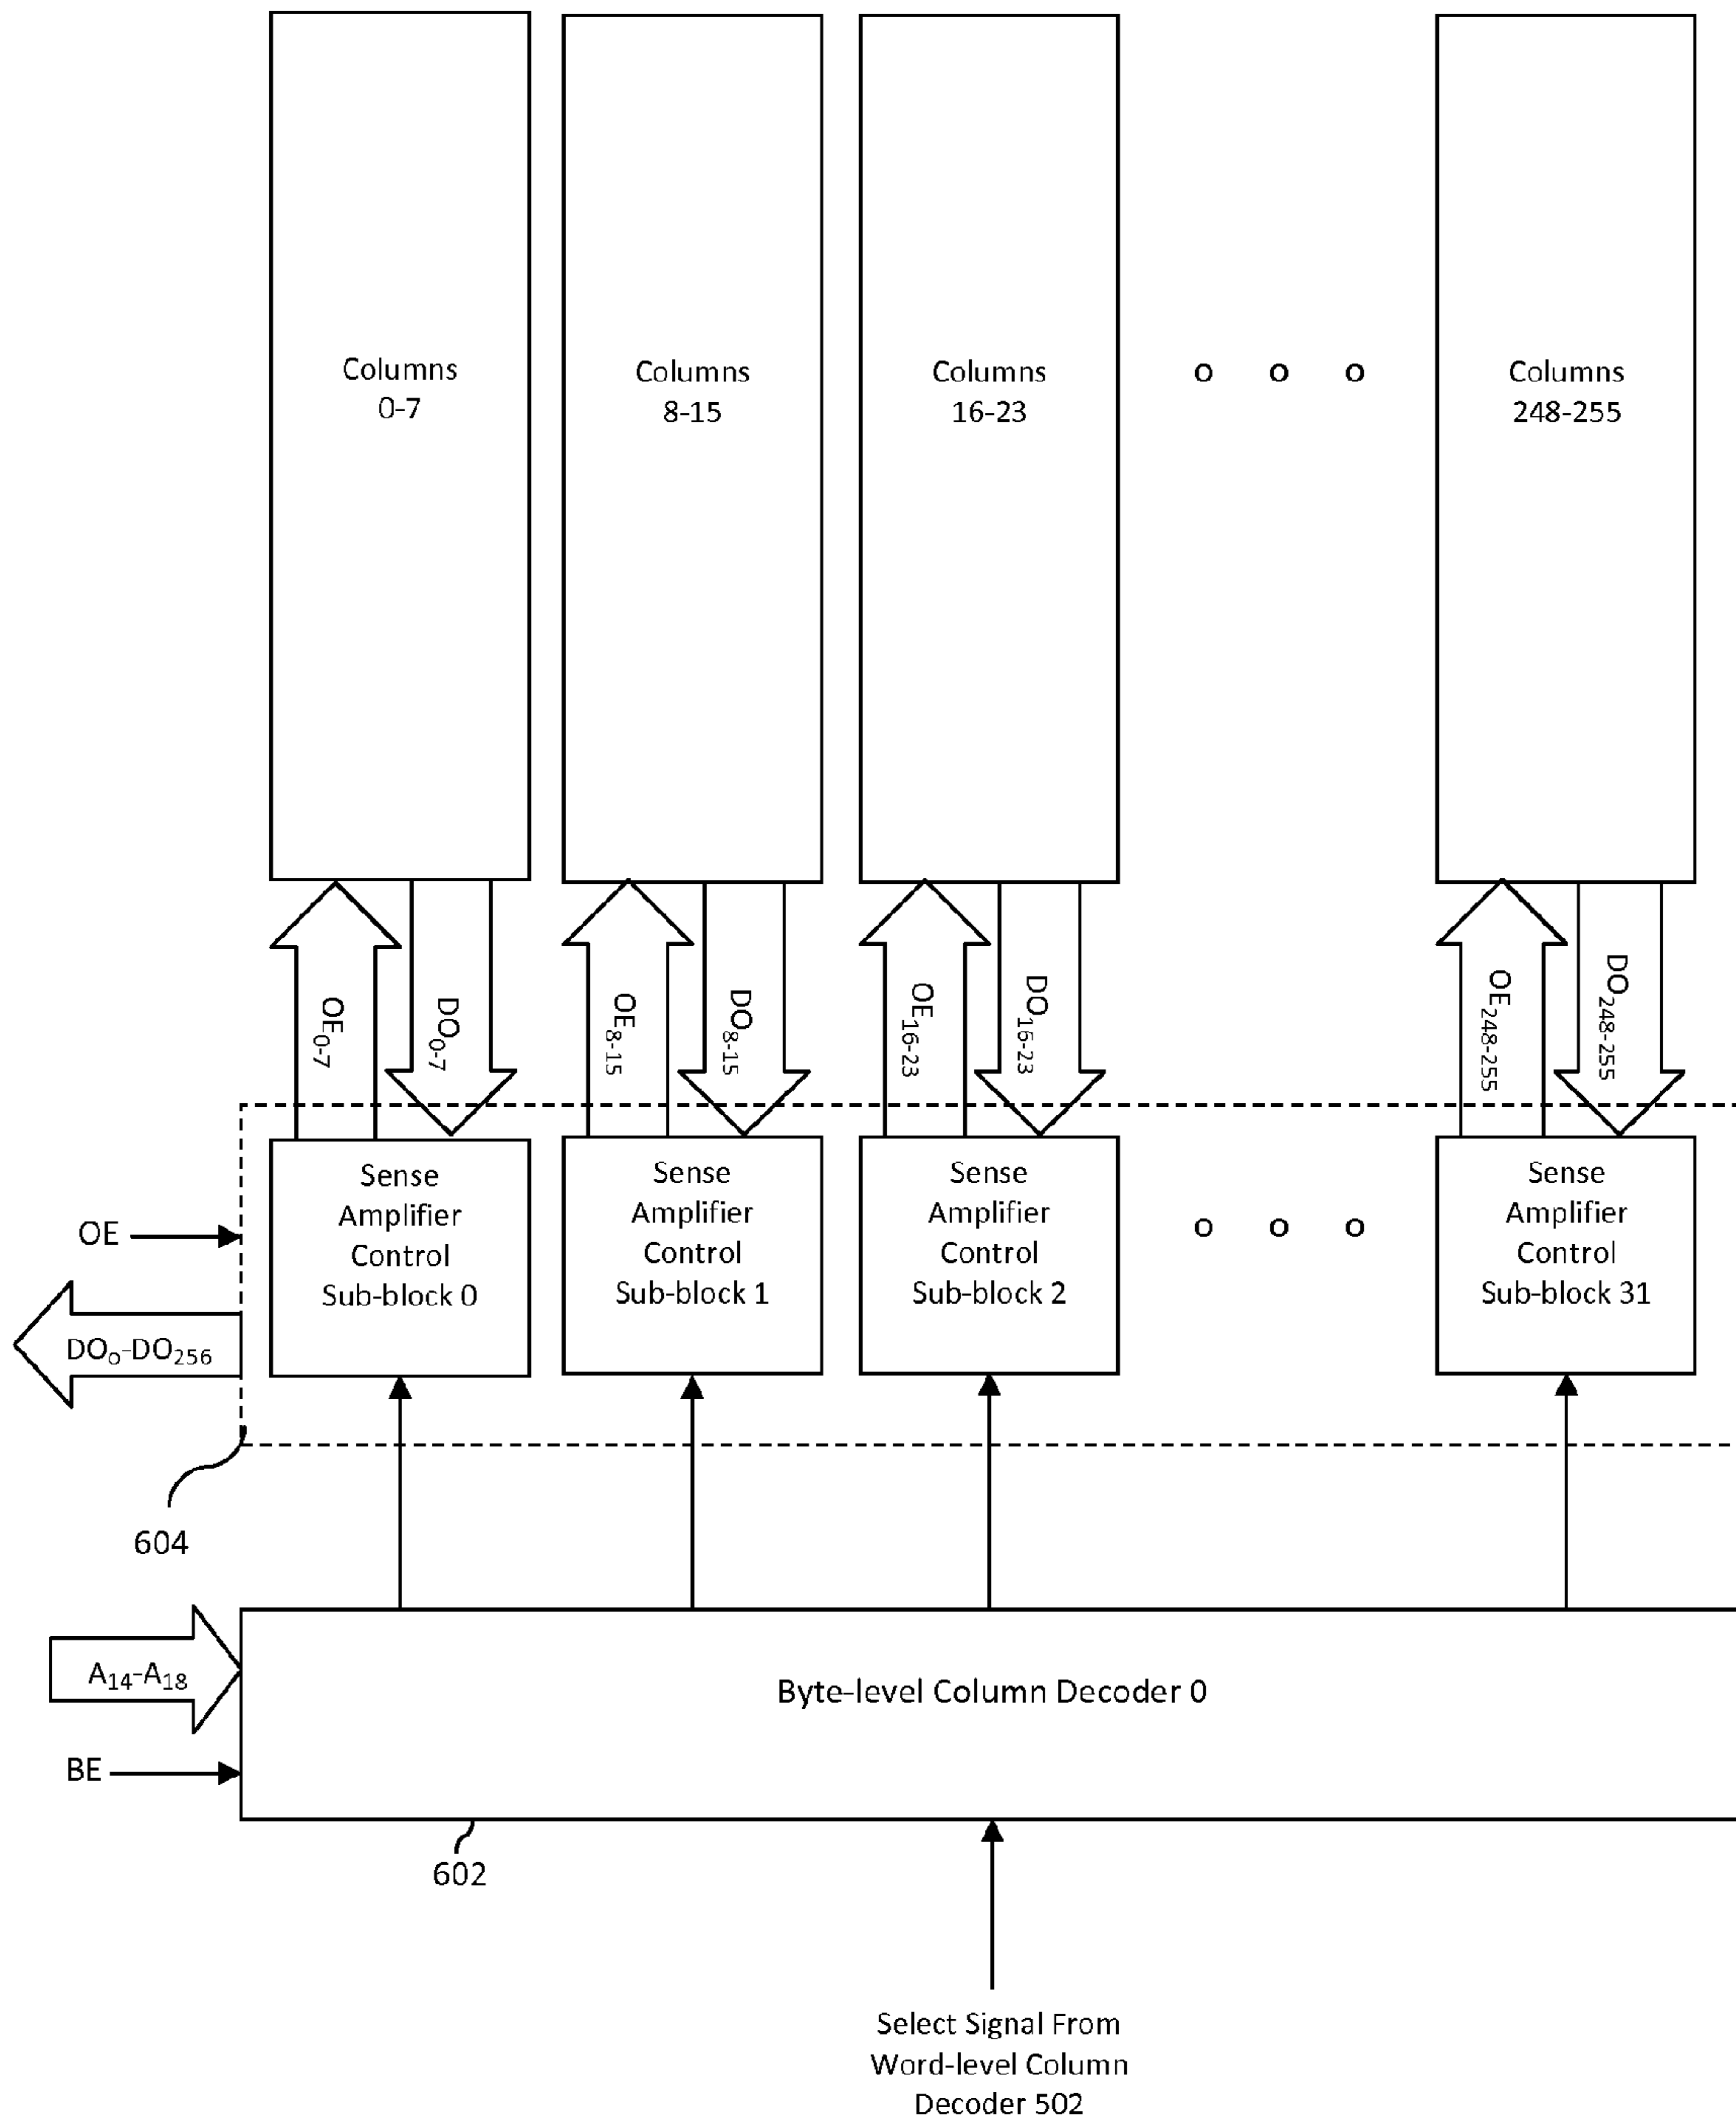 Columns
0-7
Columns
8-15
Columns
16-23
o o o
Columns
248-255
OE0-7
DO0-7
OE8-15
DO8-15
OE16-23
DO16-23
OE248-255
DO248-255
OE
DOo-DO256
Sense
Amplifier
Control
Sub-block 0
Sense
Amplifier
Control
Sub-block 1
Sense
Amplifier
Control
Sub-block 2
o o o
Sense
Amplifier
Control
Sub-block 31
604
A14-A18
BE
Byte-level Column Decoder 0
602
Select Signal From
Word-level Column
Decoder 502